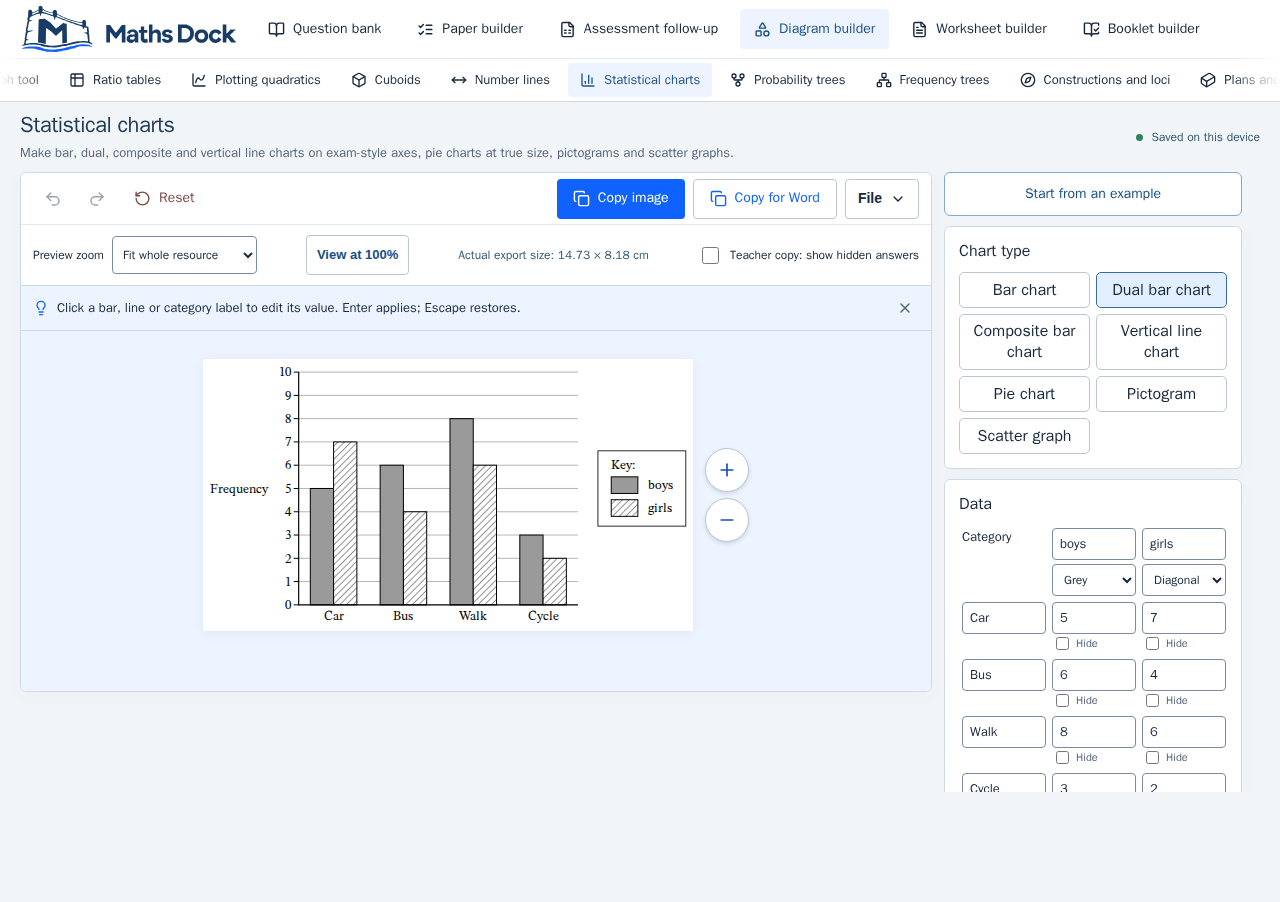 Maths Dock
Question bank
Paper builder
Assessment follow-up
Diagram builder
Worksheet builder
Booklet builder
tool
Ratio tables
Plotting quadratics
Cuboids
Number lines
Statistical charts
Probability trees
Frequency trees
Constructions and loci
Plans
Statistical charts
Make bar, dual, composite and vertical line charts on exam-style axes, pie charts at true size, pictograms and scatter graphs.
Saved on this device
Reset
Copy image
Copy for Word
File
Preview zoom
Fit whole resource
View at 100%
Actual export size: 14.73 × 8.18 cm
Teacher copy: show hidden answers
Click a bar, line or category label to edit its value. Enter applies; Escape restores.
10
9
8
7
6
5
4
3
2
1
0
Frequency
Car
Bus
Walk
Cycle
Key:
boys
girls
Start from an example
Chart type
Bar chart
Dual bar chart
Composite bar
chart
Vertical line
chart
Pie chart
Pictogram
Scatter graph
Data
Category
boys
girls
Grey
Diagonal
Car
5
7
Hide
Hide
Bus
6
4
Hide
Hide
Walk
8
6
Hide
Hide
Cycle
3
2